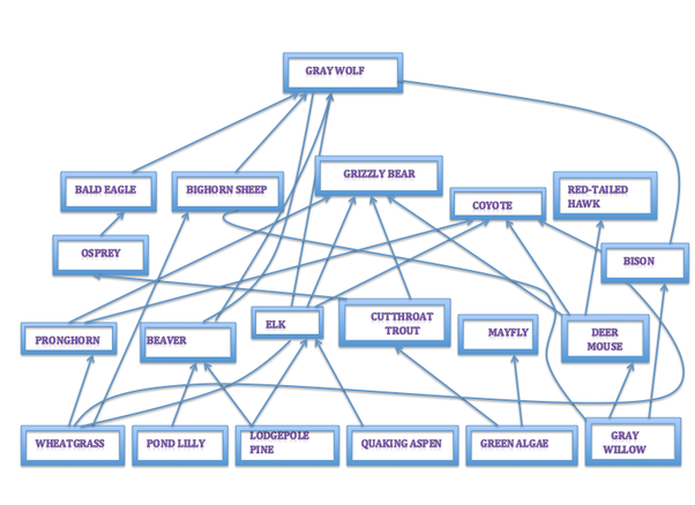 GRAY WOLF
GRIZZLY BEAR
BALD EAGLE
BIGHORN SHEEP
COYOTE
RED-TAILED
HAWK
OSPREY
BISON
PRONGHORN
BEAVER
ELK
CUTTHROAT
TROUT
MAYFLY
DEER
MOUSE
WHEATGRASS
POND LILLY
LODGEPOLE
PINE
QUAKING ASPEN
GREEN ALGAE
GRAY
WILLOW